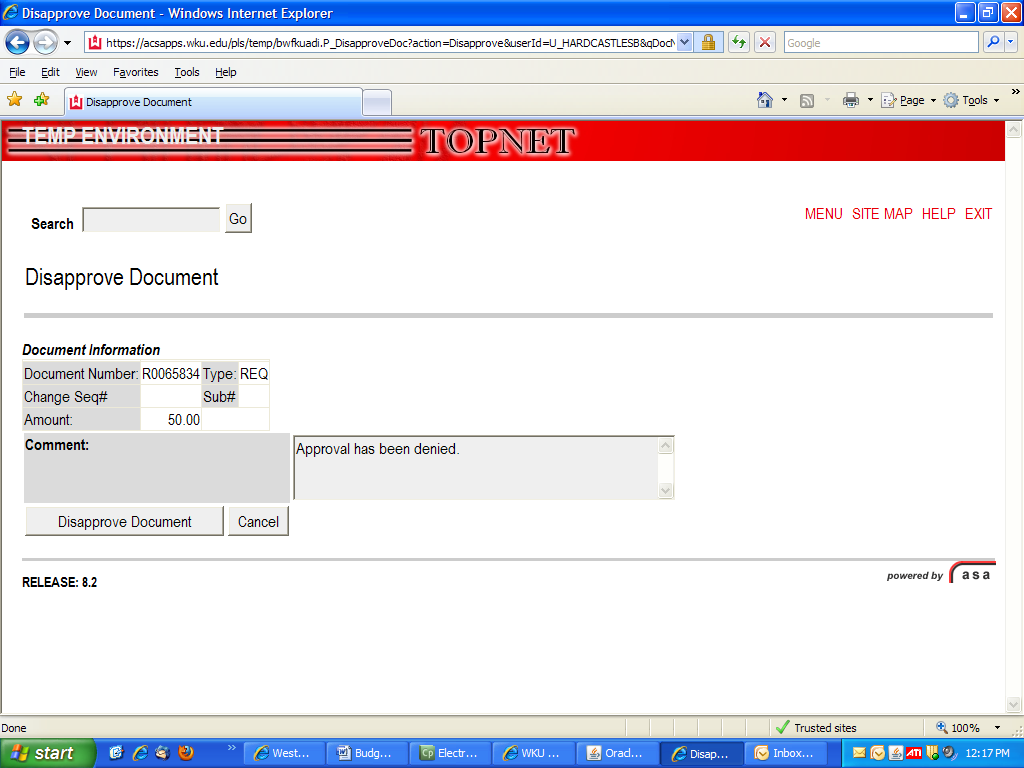 Disapprove Document - Windows Internet Explorer
https://acsapps.wku.edu/pls/temp/bwfkuadi.P_DisapproveDoc?action=Disapprove&userId=U_HARDCASTLESB&qDocN
Google
File Edit View Favorites Tools Help
Disapprove Document
Page Tools
TEMP ENVIRONMENT TOPNET
Search Go
MENU SITE MAP HELP EXIT
Disapprove Document
Document Information
Document Number: R0065834 Type: REQ
Change Seq# Sub#
Amount: 50.00
Comment: Approval has been denied.
Disapprove Document Cancel
RELEASE: 8.2
powered by asa
Done Trusted sites 100%
start West... Budg... Cp Electr... WKU ... Oracl... Disap... Inbox... ATI 12:17 PM